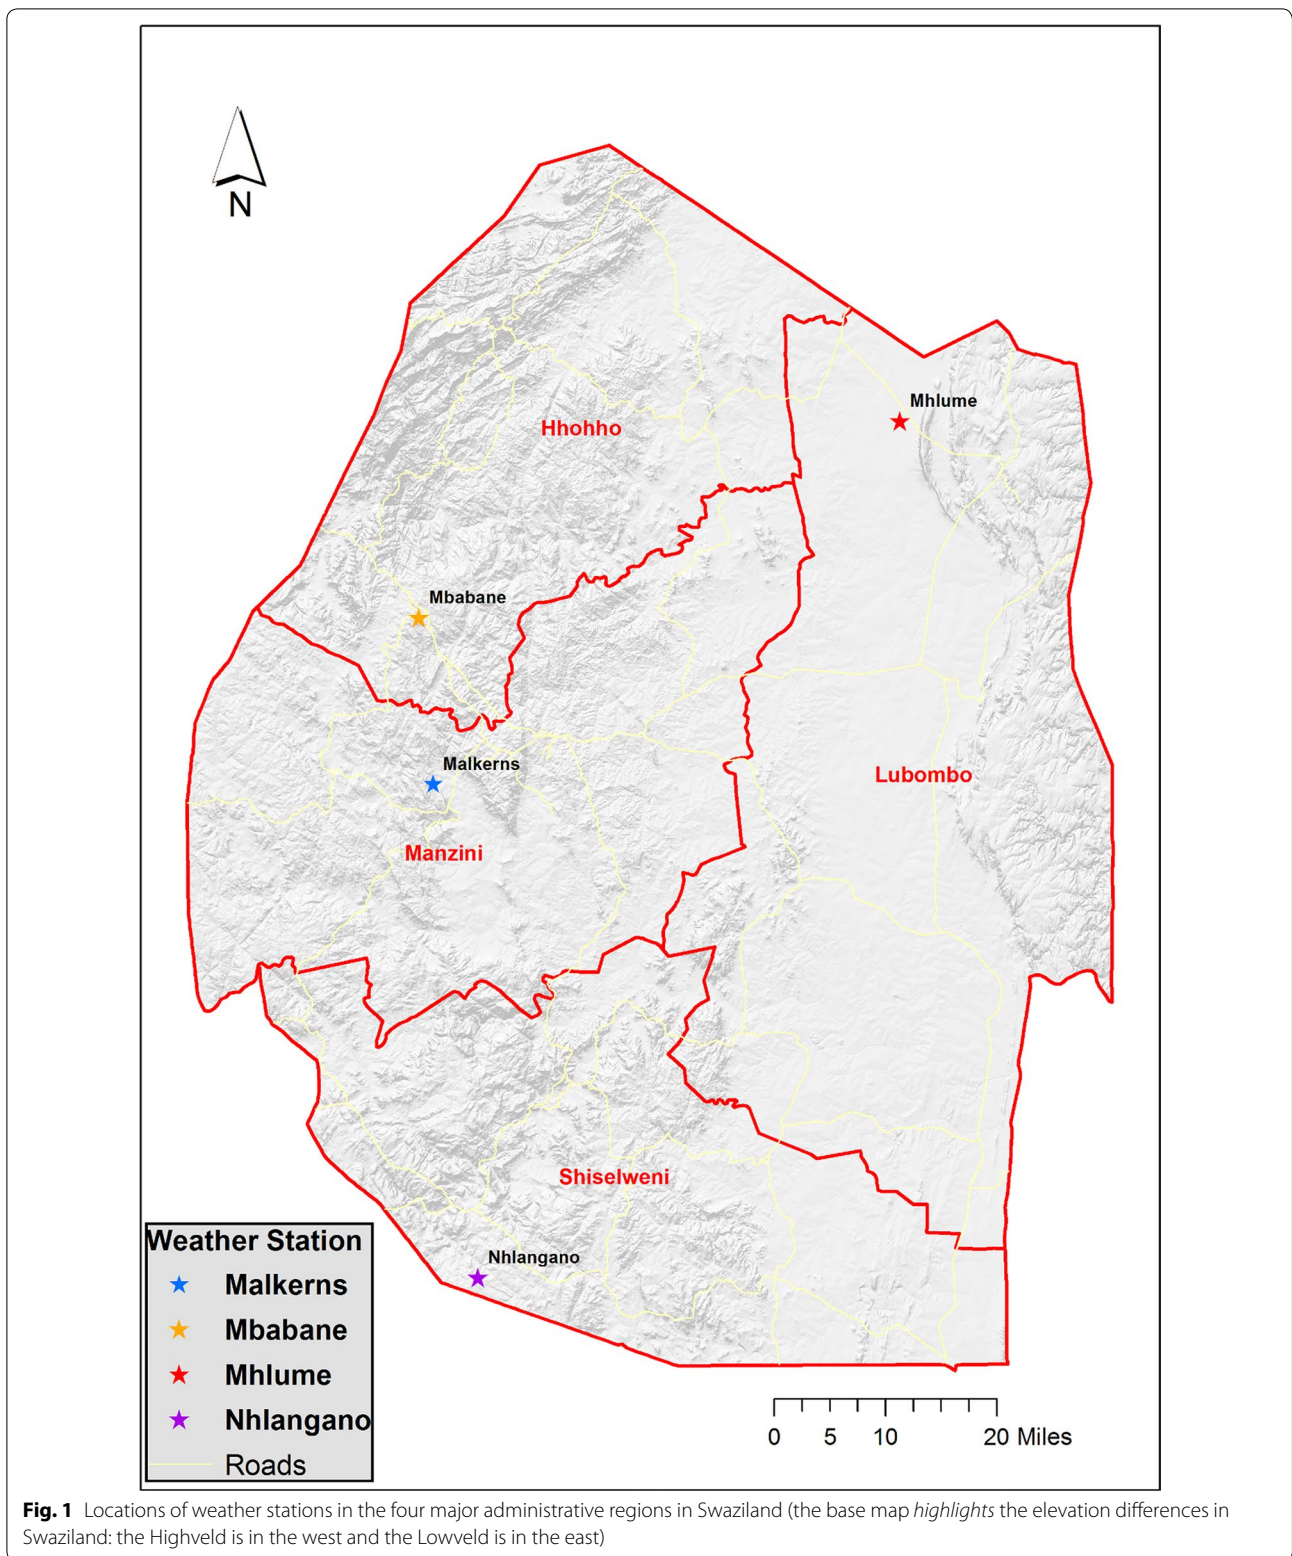 N
Mhlume
Hhohho
Mbabane
Malkerns
Lubombo
Manzini
Shiselweni
Nhlangano
Weather Station
Malkerns
Mbabane
Mhlume
Nhlangano
Roads
0 5 10 20 Miles
Fig. 1 Locations of weather stations in the four major administrative regions in Swaziland (the base map highlights the elevation differences in
Swaziland: the Highveld is in the west and the Lowveld is in the east)